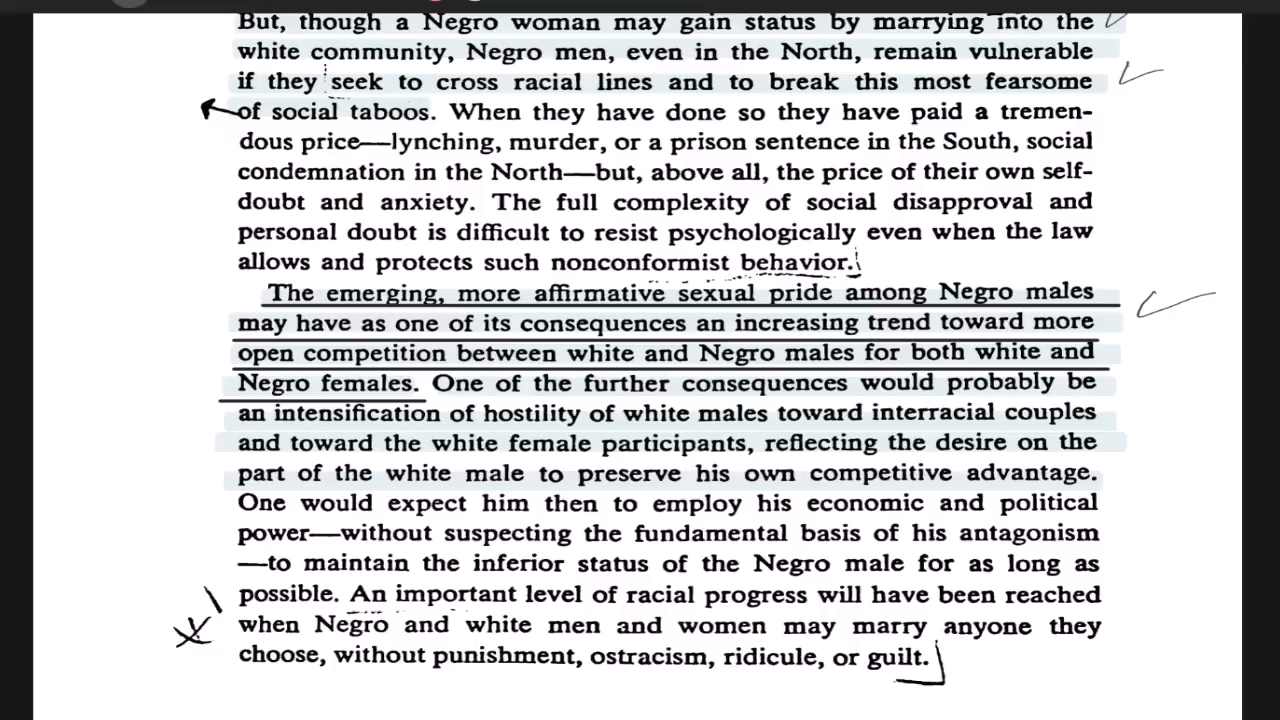 But, though a Negro woman may gain status by marrying into the
white community, Negro men, even in the North, remain vulnerable
if they seek to cross racial lines and to break this most fearsome
of social taboos. When they have done so they have paid a tremen-
dous price—lynching, murder, or a prison sentence in the South, social
condemnation in the North—but, above all, the price of their own self-
doubt and anxiety. The full complexity of social disapproval and
personal doubt is difficult to resist psychologically even when the law
allows and protects such nonconformist behavior.
The emerging, more affirmative sexual pride among Negro males
may have as one of its consequences an increasing trend toward more
open competition between white and Negro males for both white and
Negro females. One of the further consequences would probably be
an intensification of hostility of white males toward interracial couples
and toward the white female participants, reflecting the desire on the
part of the white male to preserve his own competitive advantage.
One would expect him then to employ his economic and political
power—without suspecting the fundamental basis of his antagonism
—to maintain the inferior status of the Negro male for as long as
possible. An important level of racial progress will have been reached
when Negro and white men and women may marry anyone they
choose, without punishment, ostracism, ridicule, or guilt.